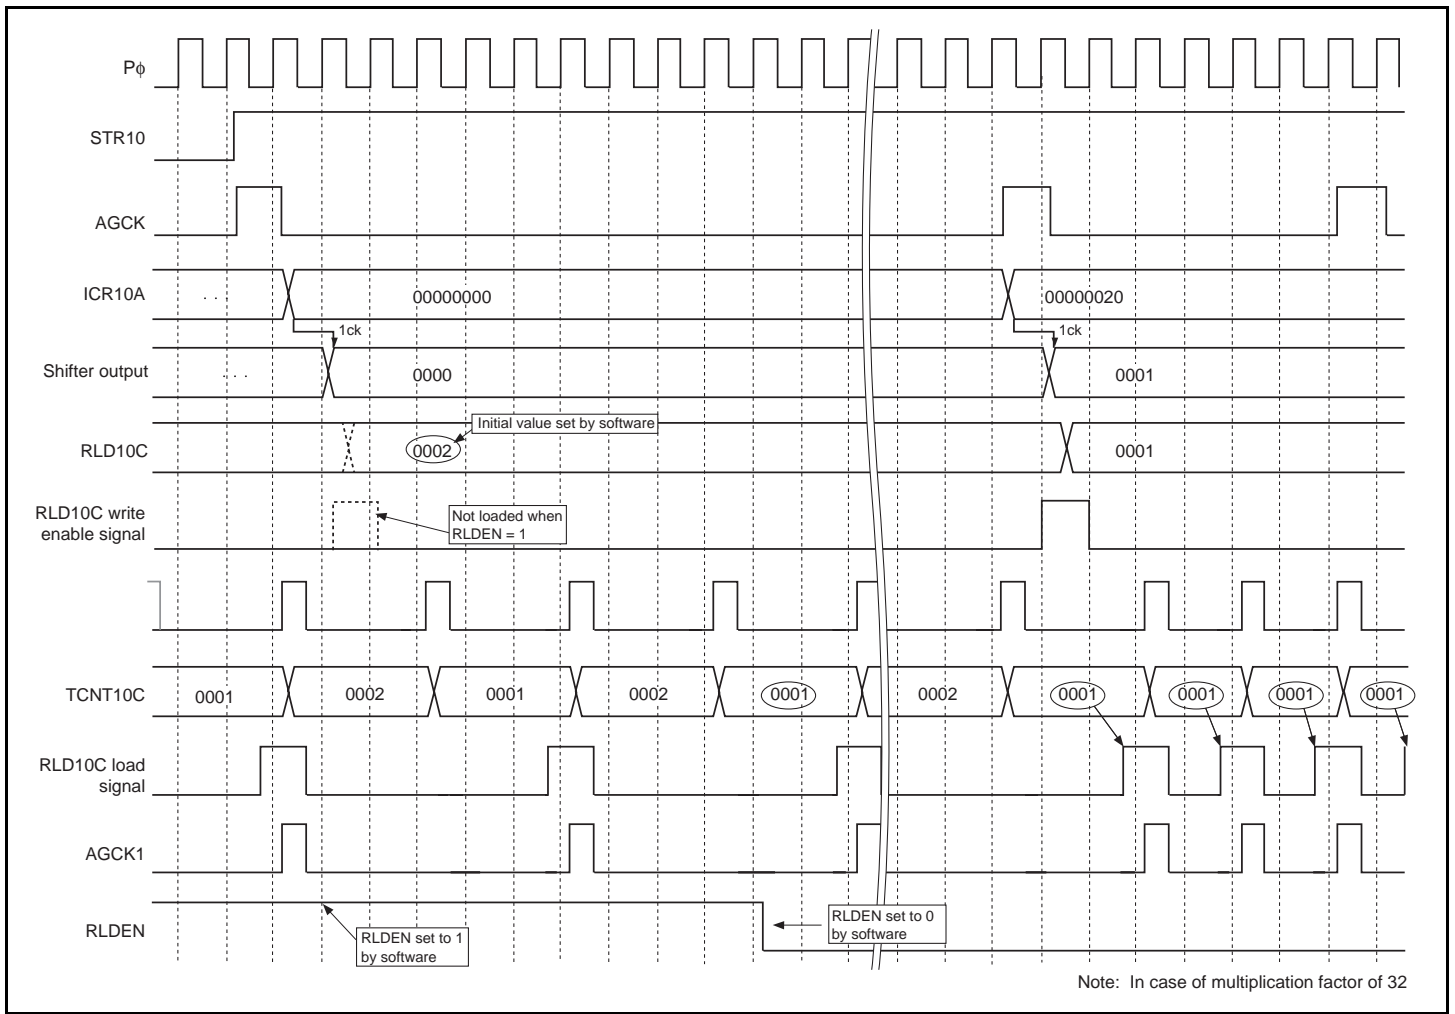 Pϕ
STR10
AGCK
ICR10A
. .
00000000
00000020
1ck
1ck
Shifter output
. . .
0000
0001
Initial value set by software
RLD10C
0002
0001
RLD10C write
enable signal
Not loaded when
RLDEN = 1
TCNT10C
0001
0002
0001
0002
0001
0002
0001
0001
0001
0001
RLD10C load
signal
AGCK1
RLDEN
RLDEN set to 1
by software
RLDEN set to 0
by software
Note: In case of multiplication factor of 32